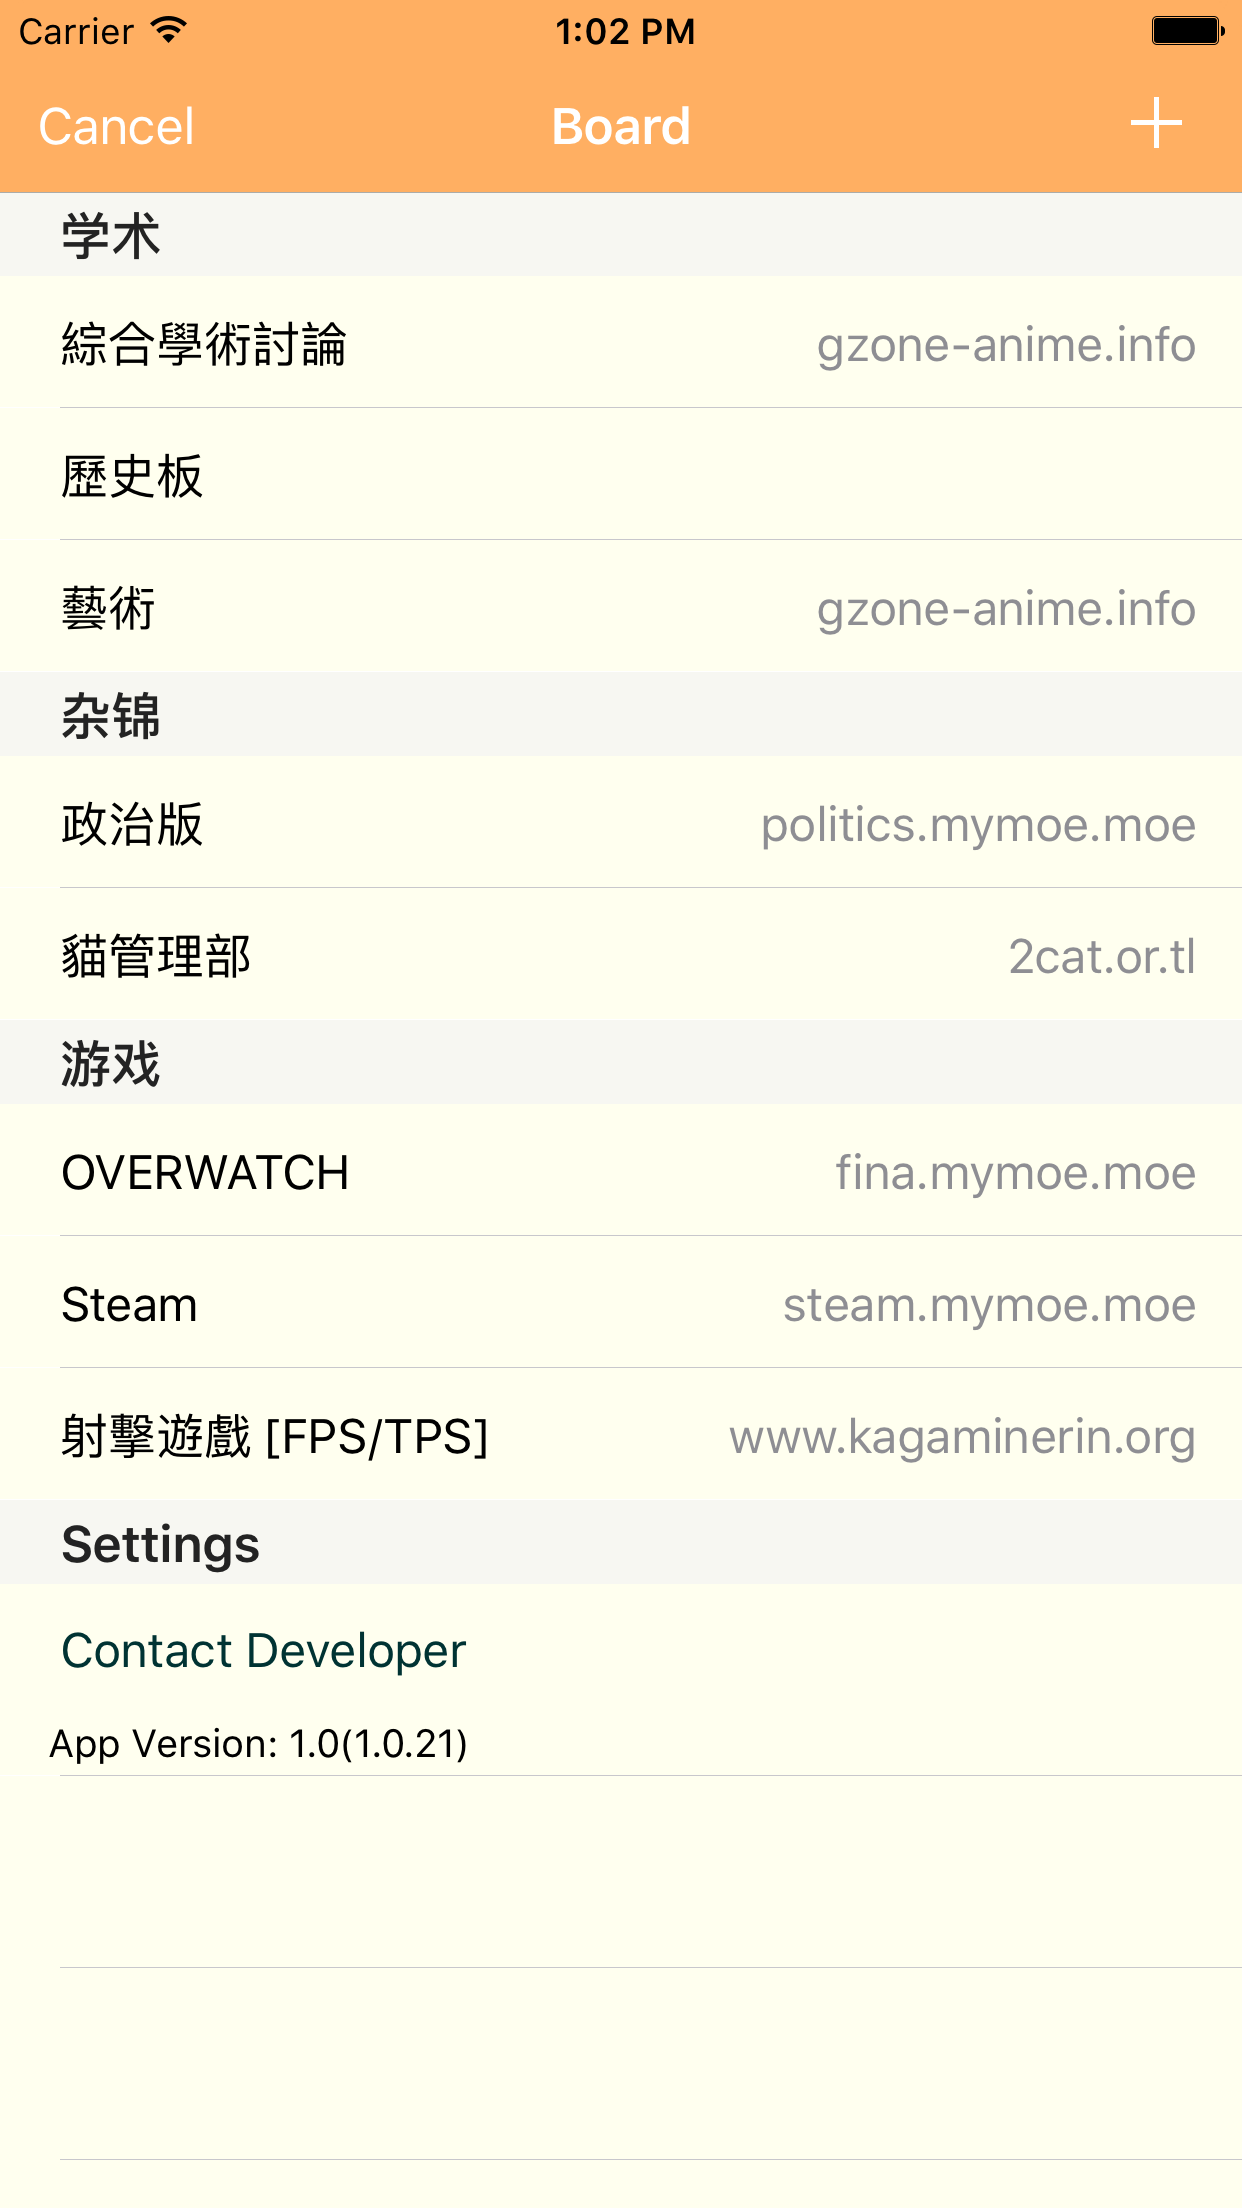 Carrier 1:02 PM
Cancel Board +
学术
綜合學術討論 gzone-anime.info
歷史板
藝術 gzone-anime.info
杂锦
政治版 politics.mymoe.moe
貓管理部 2cat.or.tl
游戏
OVERWATCH fina.mymoe.moe
Steam steam.mymoe.moe
射擊遊戲 [FPS/TPS] www.kagaminerin.org
Settings
Contact Developer
App Version: 1.0(1.0.21)